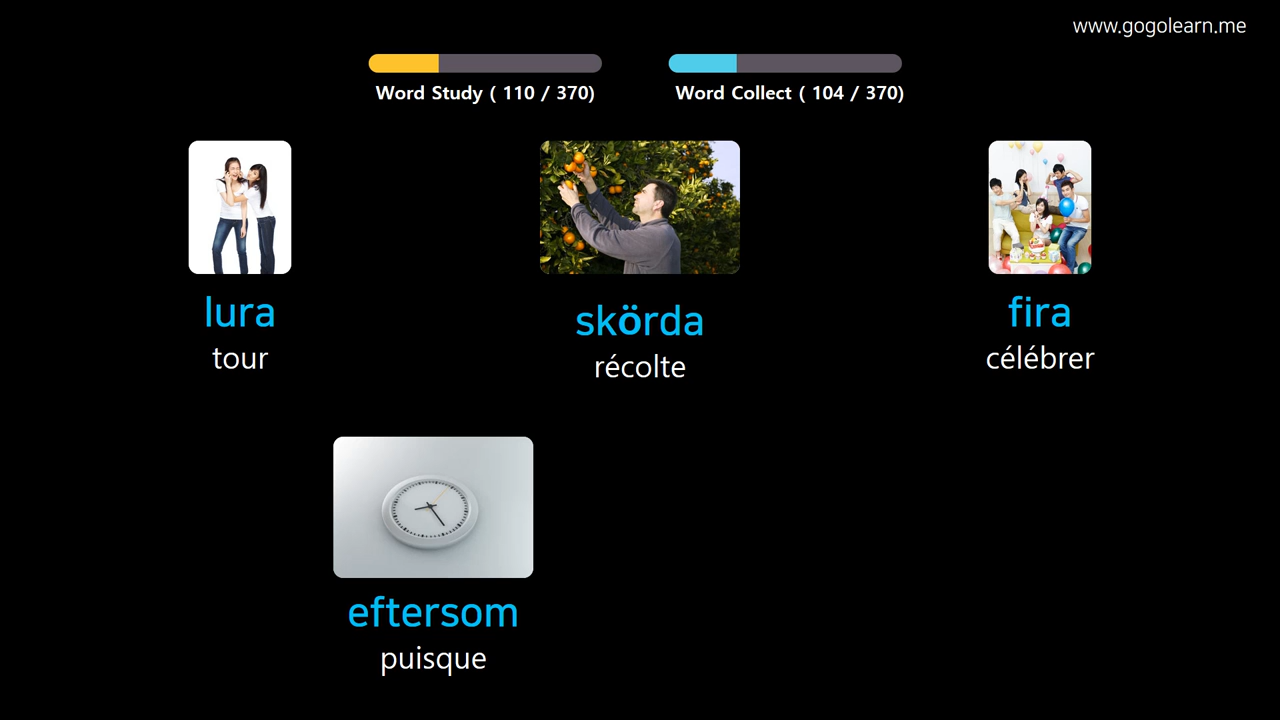 www.gogolearn.me
Word Study ( 110 / 370)
Word Collect ( 104 / 370)
lura
tour
skörda
récolte
fira
célébrer
eftersom
puisque